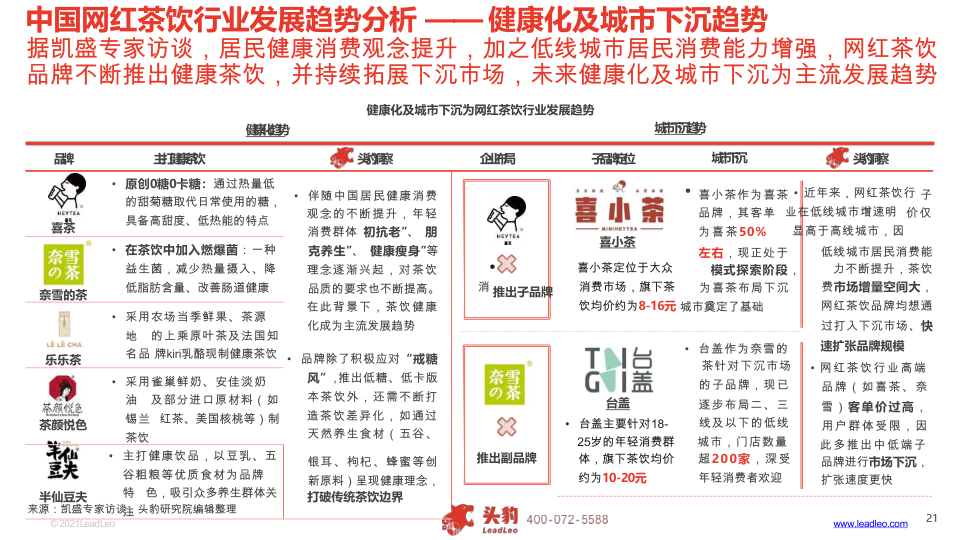 中国网红茶饮行业发展趋势分析 —— 健康化及城市下沉趋势
据凯盛专家访谈，居民健康消费观念提升，加之低线城市居民消费能力增强，网红茶饮
品牌不断推出健康茶饮，并持续拓展下沉市场，未来健康化及城市下沉为主流发展趋势
健康化及城市下沉为网红茶饮行业发展趋势
健康化趋势
城市下沉趋势
品牌
主打健康茶饮
头豹洞察
企业布局
子品牌定位
城市下沉
头豹洞察
HEYTEA
喜茶
• 原创0糖0卡糖：通过热量低
的甜菊糖取代日常使用的糖，
具备高甜度、低热能的特点
奈雪の茶
奈雪的茶
• 在茶饮中加入燃爆菌：一种
益生菌，减少热量摄入、降
低脂肪含量、改善肠道健康
LĒLĒCHA
乐乐茶
• 采用农场当季鲜果、茶源
地 的上乘原叶茶及法国知
名品 牌kiri乳酪现制健康茶饮
茶颜悦色
茶颜悦色
• 采用雀巢鲜奶、安佳淡奶
油 及部分进口原材料（如
锡兰 红茶、美国核桃等）制
茶饮
半仙豆夫
半仙豆夫
• 主打健康饮品，以豆乳、五
谷粗粮等优质食材为品牌
特 色，吸引众多养生群体关
注
• 伴随中国居民健康消费
观念的不断提升，年轻
消费群体 初抗老”、 朋
克养生”、 健康瘦身”等
理念逐渐兴起，对茶饮
品质的要求也不断提高。
在此背景下，茶饮健康
化成为主流发展趋势
• 品牌除了积极应对“戒糖
风”,推出低糖、低卡版
本茶饮外，还需不断打
造茶饮差异化，如通过
天然养生食材（五谷、
银耳、枸杞、蜂蜜等创
新原料）呈现健康理念，
打破传统茶饮边界
HEYTEA
喜茶
•
消 推出子品牌
喜小茶
MINIHEYTEA
喜小茶
喜小茶定位于大众
消费市场，旗下茶
饮均价约为8-16元
• 喜小茶作为喜茶
品牌，其客单
为喜茶50%
左右，现正处于
模式探索阶段，
为喜茶布局下沉
城市奠定了基础
• 近年来，网红茶饮行 子
业在低线城市增速明 价仅
显高于高线城市，因
低线城市居民消费能
力不断提升，茶饮
费市场增量空间大，
网红茶饮品牌均想通
过打入下沉市场、快
速扩张品牌规模
奈雪の茶
推出副品牌
TAI GAI 台盖
台盖
• 台盖主要针对18-
25岁的年轻消费群
体，旗下茶饮均价
约为10-20元
• 台盖作为奈雪的
茶针对下沉市场
的子品牌，现已
逐步布局二、三
线及以下的低线
城市，门店数量
超200家，深受
年轻消费者欢迎
• 网红茶饮行业高端
品牌（如喜茶、奈
雪）客单价过高，
用户群体受限，因
此多推出中低端子
品牌进行市场下沉，
扩张速度更快
来源：凯盛专家访谈，头豹研究院编辑整理
©2021LeadLeo
头豹
LeadLeo
400-072-5588
www.leadleo.com
21